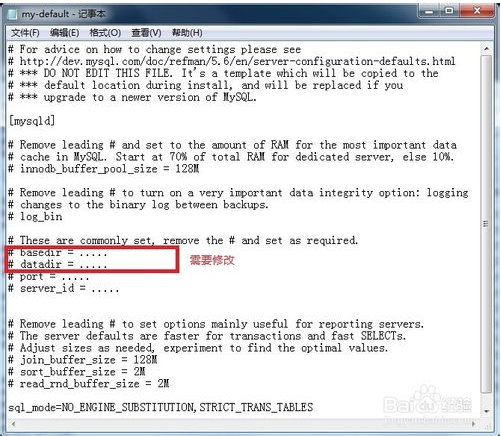 my-default - 记事本
文件(F) 编辑(E) 格式(O) 查看(V) 帮助(H)
# For advice on how to change settings please see
# http://dev.mysql.com/doc/refman/5.6/en/server-configuration-defaults.html
# *** DO NOT EDIT THIS FILE. It's a template which will be copied to the
# *** default location during install, and will be replaced if you
# *** upgrade to a newer version of MySQL.
[mysqld]
# Remove leading # and set to the amount of RAM for the most important data
# cache in MySQL. Start at 70% of total RAM for dedicated server, else 10%.
# innodb_buffer_pool_size = 128M
# Remove leading # to turn on a very important data integrity option: logging
# changes to the binary log between backups.
# log_bin
# These are commonly set, remove the # and set as required.
# basedir = .....
# datadir = .....
需要修改
# port = .....
# server_id = .....
# Remove leading # to set options mainly useful for reporting servers.
# The server defaults are faster for transactions and fast SELECTs.
# Adjust sizes as needed, experiment to find the optimal values.
# join_buffer_size = 128M
# sort_buffer_size = 2M
# read_rnd_buffer_size = 2M
sql_mode=NO_ENGINE_SUBSTITUTION,STRICT_TRANS_TABLES
Baidu 经验